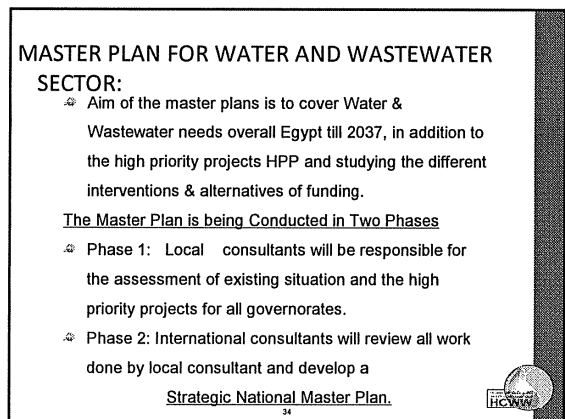 MASTER PLAN FOR WATER AND WASTEWATER
SECTOR:
Aim of the master plans is to cover Water &
Wastewater needs overall Egypt till 2037, in addition to
the high priority projects HPP and studying the different
interventions & alternatives of funding.
The Master Plan is being Conducted in Two Phases
Phase 1: Local consultants will be responsible for
the assessment of existing situation and the high
priority projects for all governorates.
Phase 2: International consultants will review all work
done by local consultant and develop a
Strategic National Master Plan.
34
HCWW